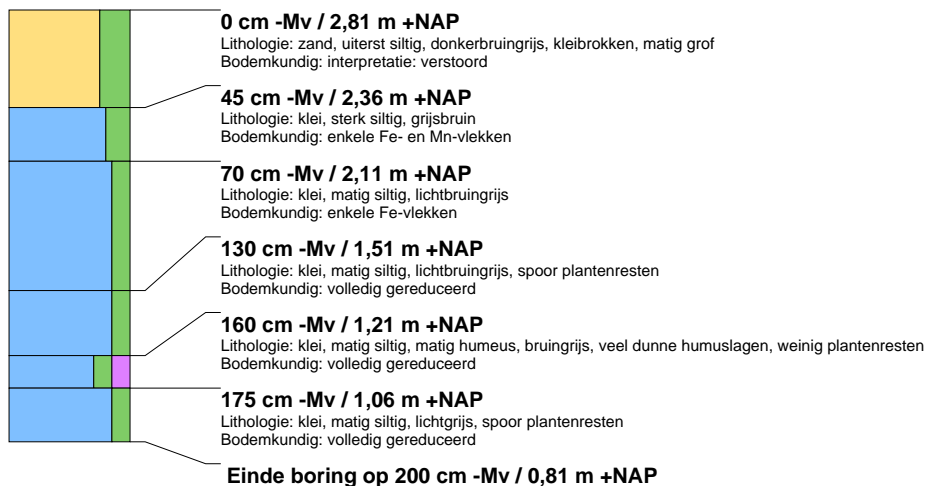 0 cm -Mv / 2,81 m +NAP
Lithologie: zand, uiterst siltig, donkerbruingrijs, kleibrokken, matig grof
Bodemkundig: interpretatie: verstoord
45 cm -Mv / 2,36 m +NAP
Lithologie: klei, sterk siltig, grijsbruin
Bodemkundig: enkele Fe- en Mn-vlekken
70 cm -Mv / 2,11 m +NAP
Lithologie: klei, matig siltig, lichtbruingrijs
Bodemkundig: enkele Fe-vlekken
130 cm -Mv / 1,51 m +NAP
Lithologie: klei, matig siltig, lichtbruingrijs, spoor plantenresten
Bodemkundig: volledig gereduceerd
160 cm -Mv / 1,21 m +NAP
Lithologie: klei, matig siltig, matig humeus, bruingrijs, veel dunne humuslagen, weinig plantenresten
Bodemkundig: volledig gereduceerd
175 cm -Mv / 1,06 m +NAP
Lithologie: klei, matig siltig, lichtgrijs, spoor plantenresten
Bodemkundig: volledig gereduceerd
Einde boring op 200 cm -Mv / 0,81 m +NAP